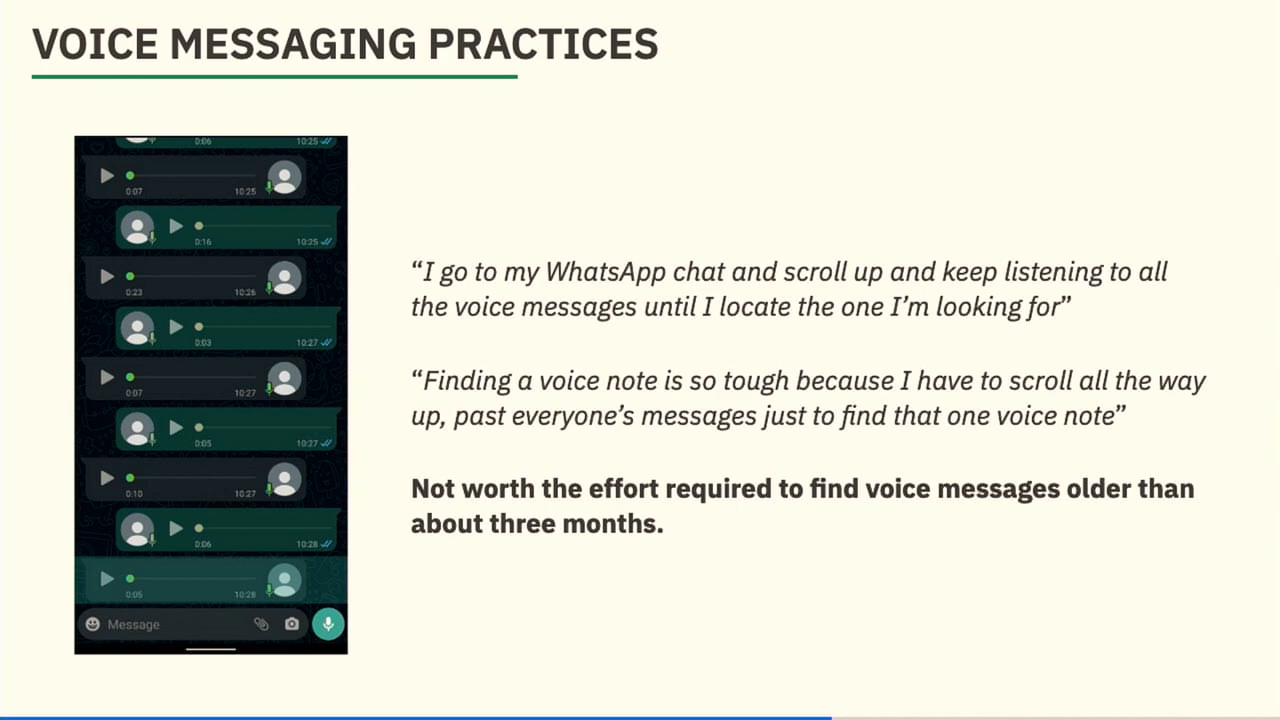 VOICE MESSAGING PRACTICES
0:06 10:25
0:07 10:25
0:16 10:25
0:23 10:26
0:03 10:27
0:07 10:27
0:05 10:27
0:10 10:27
0:06 10:28
0:05 10:28
Message
“I go to my WhatsApp chat and scroll up and keep listening to all
the voice messages until I locate the one I’m looking for”
“Finding a voice note is so tough because I have to scroll all the way
up, past everyone’s messages just to find that one voice note”
Not worth the effort required to find voice messages older than
about three months.